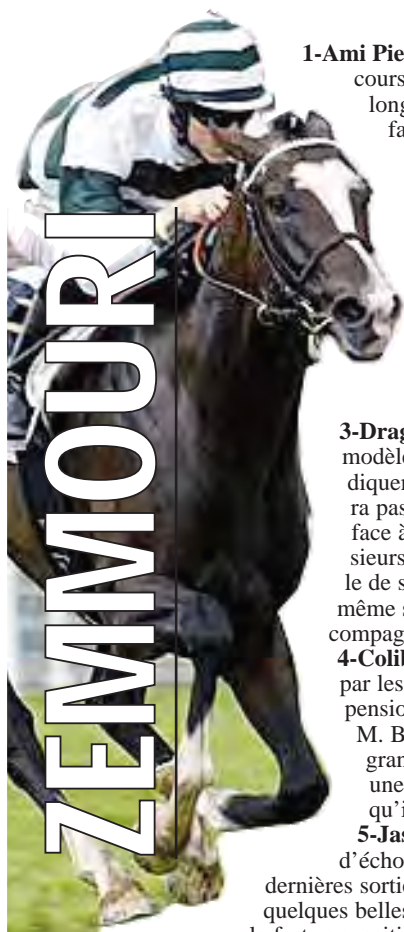 ZEMMOURI
1-Ami Pie
cours
long
fa
3-Drag
modèle
diquer
ra pas
face à
sieurs
le de s
même s
compag
4-Colib
par les
pensio
M. B
gran
une
qu'i
5-Jas
d'écho
dernières sortie
quelques belles